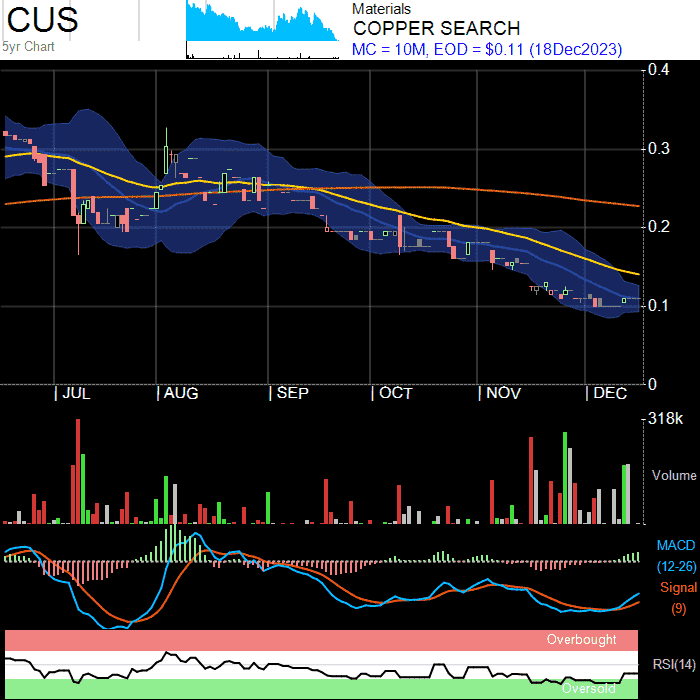 CUS
5yr Chart
Materials
COPPER SEARCH
MC = 10M, EOD = $0.11 (18Dec2023)
0.4
0.3
0.2
0.1
0
JUL AUG SEP OCT NOV DEC
318k
Volume
MACD
(12-26)
Signal
(9)
Overbought
RSI(14)
Oversold